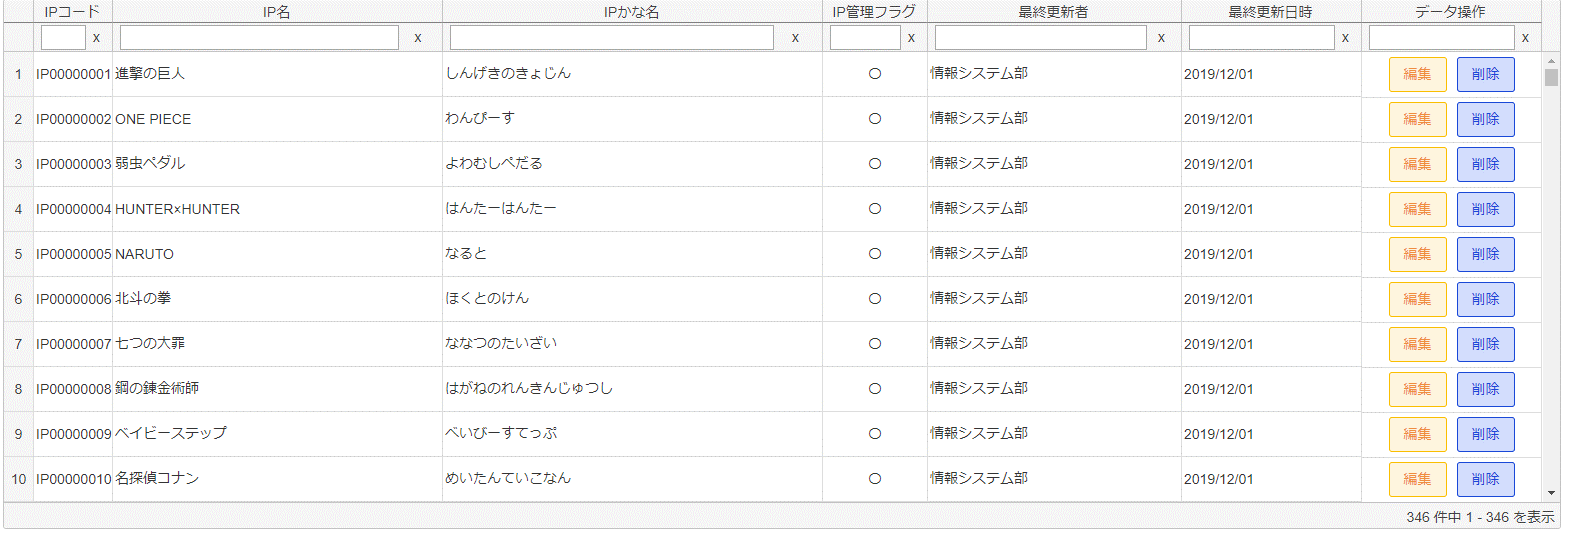 IPコード IP名 IPかな名 IP管理フラグ 最終更新者 最終更新日時 データ操作
x x x x x x x
1 IP00000001 進撃の巨人 しんげきのきょじん ○ 情報システム部 2019/12/01 編集 削除
2 IP00000002 ONE PIECE わんぴーす ○ 情報システム部 2019/12/01 編集 削除
3 IP00000003 弱虫ペダル よわむしぺだる ○ 情報システム部 2019/12/01 編集 削除
4 IP00000004 HUNTER×HUNTER はんたーはんたー ○ 情報システム部 2019/12/01 編集 削除
5 IP00000005 NARUTO なると ○ 情報システム部 2019/12/01 編集 削除
6 IP00000006 北斗の拳 ほくとのけん ○ 情報システム部 2019/12/01 編集 削除
7 IP00000007 七つの大罪 ななつのたいざい ○ 情報システム部 2019/12/01 編集 削除
8 IP00000008 鋼の錬金術師 はがねのれんきんじゅつし ○ 情報システム部 2019/12/01 編集 削除
9 IP00000009 ベイビーステップ べいびーすてっぷ ○ 情報システム部 2019/12/01 編集 削除
10 IP00000010 名探偵コナン めいたんていこなん ○ 情報システム部 2019/12/01 編集 削除
346 件中 1 - 346 を表示